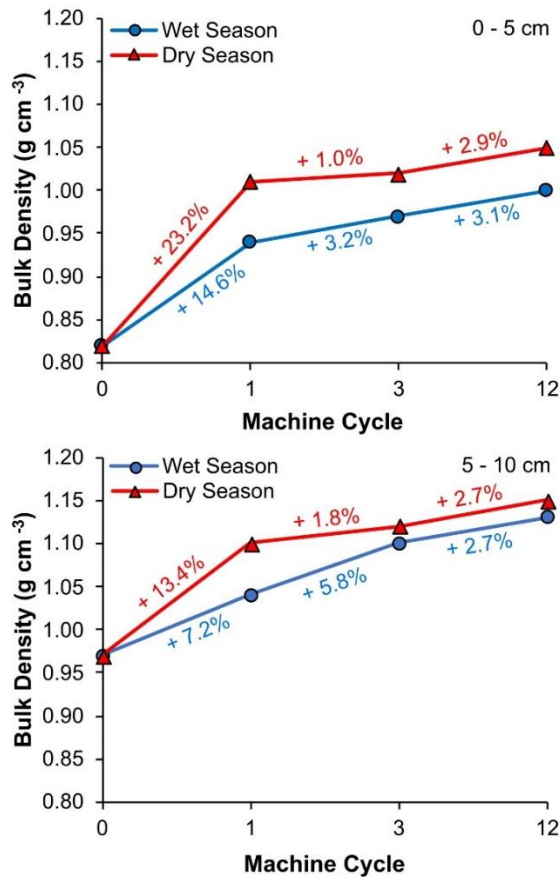 Wet Season
Dry Season
0 - 5 cm
Bulk Density (g cm -3)
1.20
1.15
1.10
1.05
1.00
0.95
0.90
0.85
0.80
+ 23.2%
+ 1.0%
+ 2.9%
+ 14.6%
+ 3.2%
+ 3.1%
0 1 3 12
Machine Cycle
Wet Season
Dry Season
5 - 10 cm
Bulk Density (g cm -3)
1.20
1.15
1.10
1.05
1.00
0.95
0.90
0.85
0.80
+ 13.4%
+ 1.8%
+ 2.7%
+ 7.2%
+ 5.8%
+ 2.7%
0 1 3 12
Machine Cycle